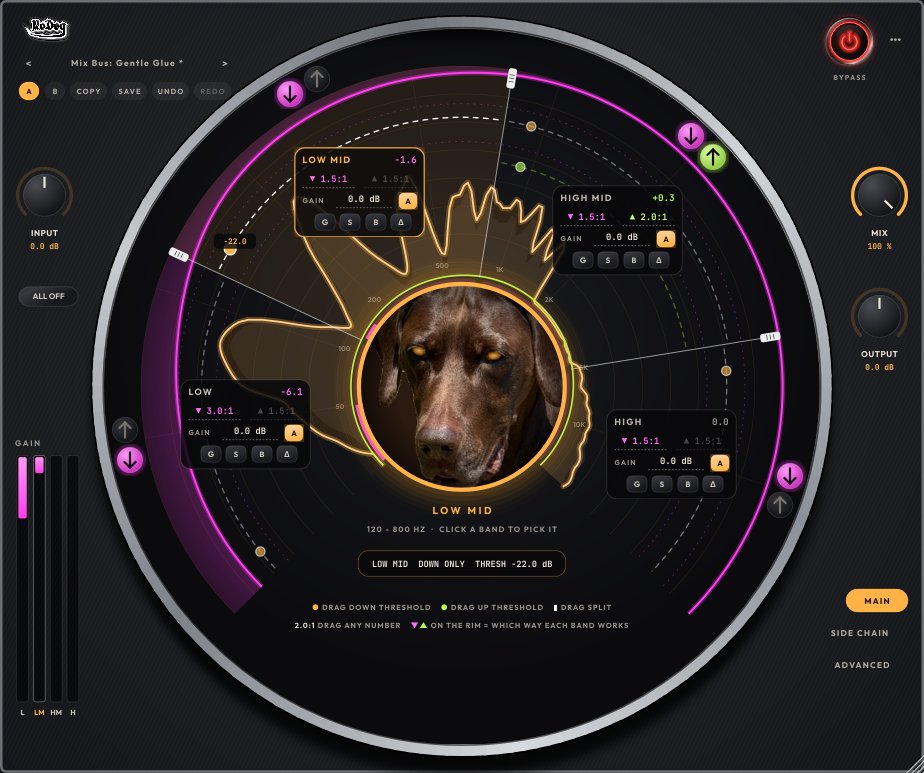 ReDog
< Mix Bus: Gentle Glue * >
A B COPY SAVE UNDO REDO
BYPASS
INPUT
0.0 dB
ALL OFF
MIX
100 %
OUTPUT
0.0 dB
LOW MID -1.6
▼ 1.5:1 ▲ 1.5:1
GAIN 0.0 dB A
G S B Δ
HIGH MID +0.3
▼ 1.5:1 ▲ 2.0:1
GAIN 0.0 dB A
G S B Δ
-22.0
500
1K
200
2K
100
50
10K
LOW -6.1
▼ 3.0:1 ▲ 1.5:1
GAIN 0.0 dB A
G S B Δ
HIGH 0.0
▼ 1.5:1 ▲ 1.5:1
GAIN 0.0 dB A
G S B Δ
GAIN
L LM HM H
LOW MID
120 - 800 HZ · CLICK A BAND TO PICK IT
LOW MID DOWN ONLY THRESH -22.0 dB
DRAG DOWN THRESHOLD DRAG UP THRESHOLD DRAG SPLIT
2.0:1 DRAG ANY NUMBER ▼▲ ON THE RIM = WHICH WAY EACH BAND WORKS
MAIN
SIDE CHAIN
ADVANCED